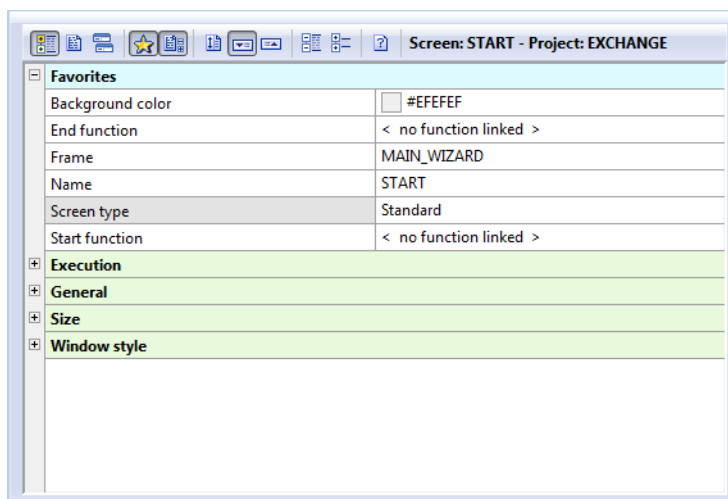 Screen: START - Project: EXCHANGE
Favorites
Background color #EFEFEF
End function < no function linked >
Frame MAIN_WIZARD
Name START
Screen type Standard
Start function < no function linked >
Execution
General
Size
Window style